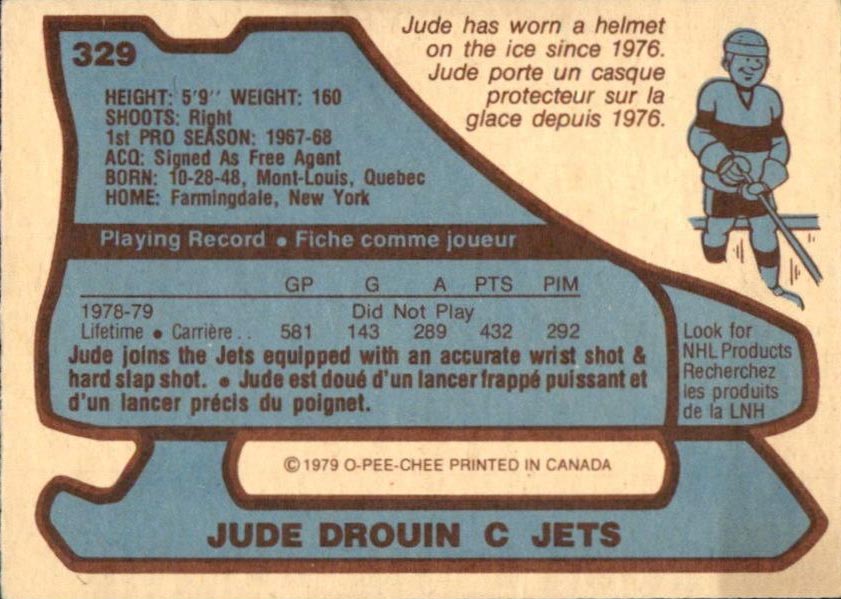 329
Jude has worn a helmet
on the ice since 1976.
Jude porte un casque
protecteur sur la
glace depuis 1976.
HEIGHT: 5'9" WEIGHT: 160
SHOOTS: Right
1st PRO SEASON: 1967-68
ACQ: Signed As Free Agent
BORN: 10-28-48, Mont-Louis, Quebec
HOME: Farmingdale, New York
Playing Record • Fiche comme joueur
GP G A PTS PIM
1978-79 Did Not Play
Lifetime • Carrière . . 581 143 289 432 292
Jude joins the Jets equipped with an accurate wrist shot &
hard slap shot. • Jude est doué d'un lancer frappé puissant et
d'un lancer précis du poignet.
Look for
NHL Products
Recherchez
les produits
de la LNH
© 1979 O-PEE-CHEE PRINTED IN CANADA
JUDE DROUIN C JETS